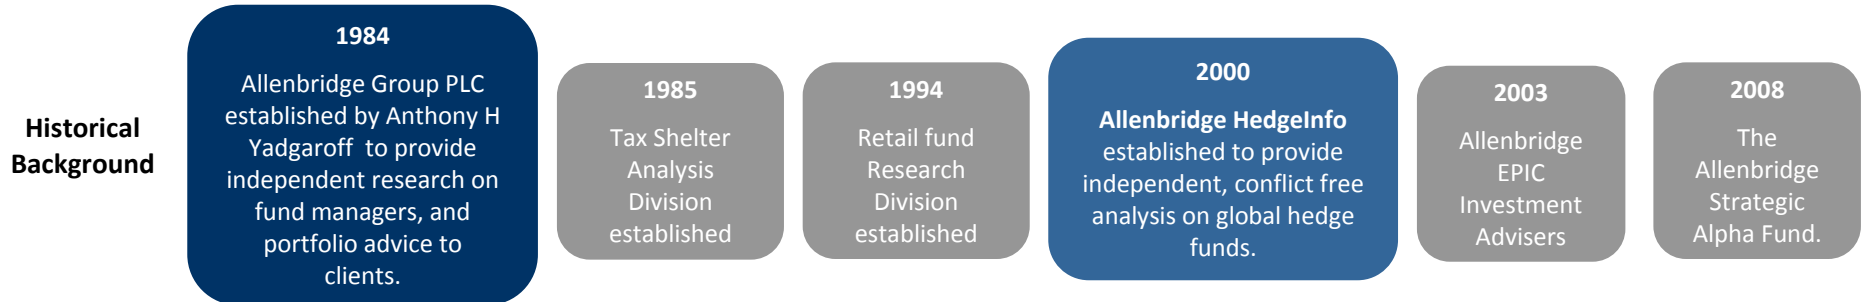 Historical
Background
1984
Allenbridge Group PLC
established by Anthony H
Yadgaroff to provide
independent research on
fund managers, and
portfolio advice to
clients.
1985
Tax Shelter
Analysis
Division
established
1994
Retail fund
Research
Division
established
2000
Allenbridge HedgeInfo
established to provide
independent, conflict free
analysis on global hedge
funds.
2003
Allenbridge
EPIC
Investment
Advisers
2008
The
Allenbridge
Strategic
Alpha Fund.